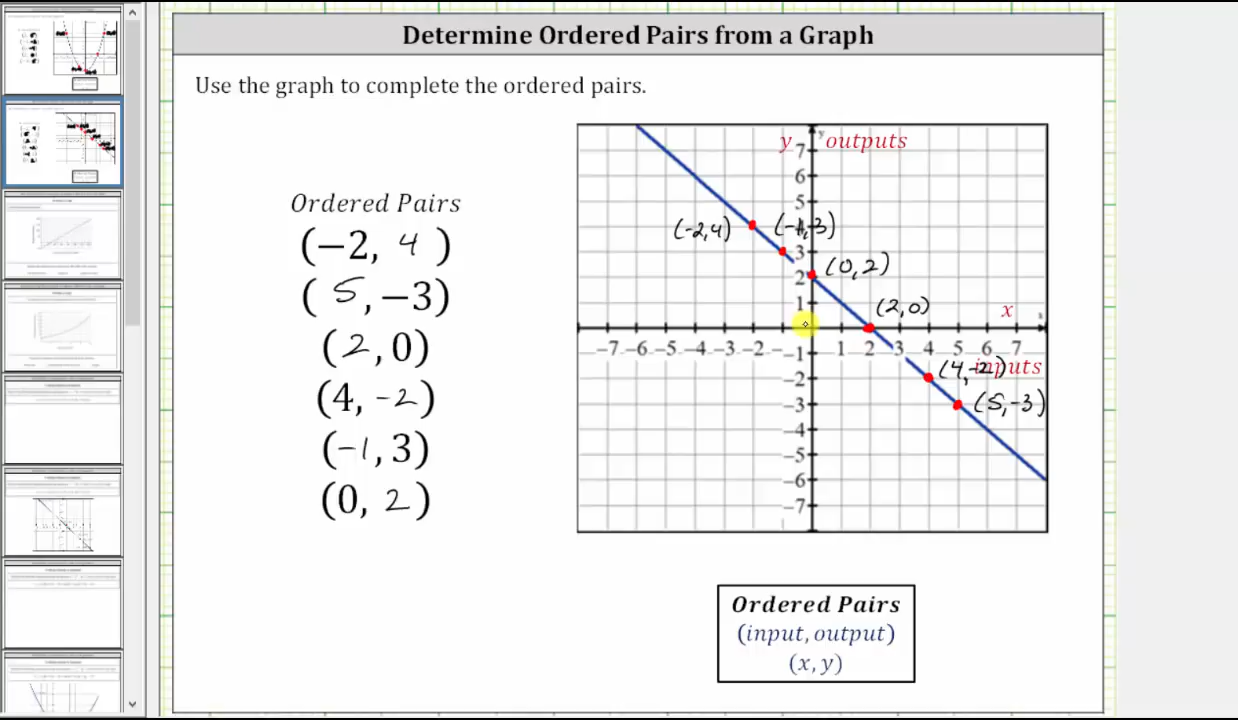 Determine Ordered Pairs from a Graph
Use the graph to complete the ordered pairs.
Ordered Pairs
(−2, 4)
(5, −3)
(2, 0)
(4, −2)
(−1, 3)
(0, 2)
y y outputs
7
6
5
(-2,4) (-1,3)
3
2 (0,2)
1 (2,0) x x
−7 −6 −5 −4 −3 −2 −1 1 2 3 4 5 6 7
−2 (4,-2) inputs
−3 (5,-3)
−4
−5
−6
−7
Ordered Pairs
(input, output)
(x, y)